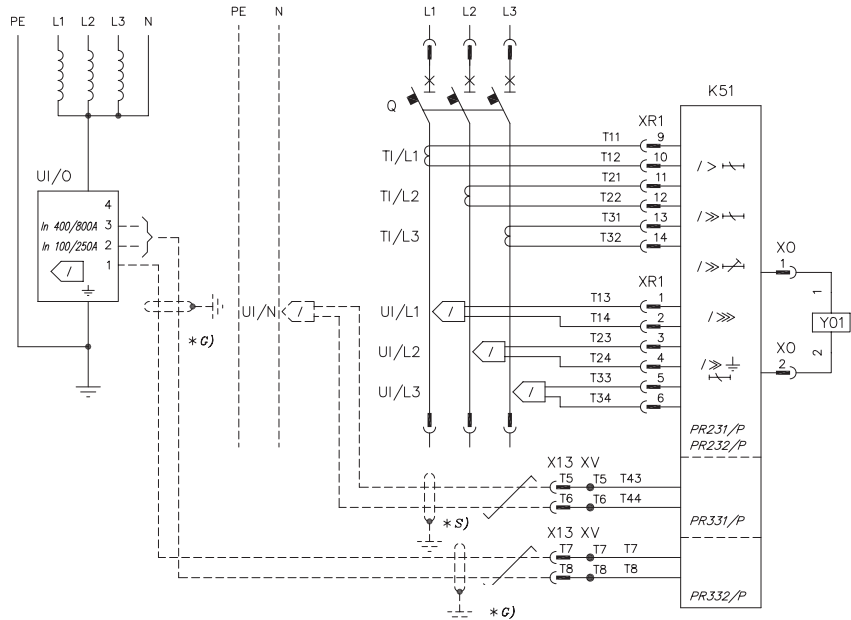 PE L1 L2 L3 N
PE N
L1 L2 L3
Q
K51
XR1
T11 9
T12 10
T21 11
T22 12
T31 13
T32 14
TI/L1
TI/L2
TI/L3
UI/O
4
In 400/800A 3
In 100/250A 2
1
/
*G)
UI/N /
XR1
UI/L1 / T13 1
T14 2
UI/L2 / T23 3
T24 4
UI/L3 / T33 5
T34 6
/>
/≫
/≫
/⋙
/≫
XO
1
1
Y01
2
XO
2
PR231/P
PR232/P
X13 XV
T5 T5 T43
T6 T6 T44
*S)
PR331/P
X13 XV
T7 T7 T7
T8 T8 T8
*G)
PR332/P